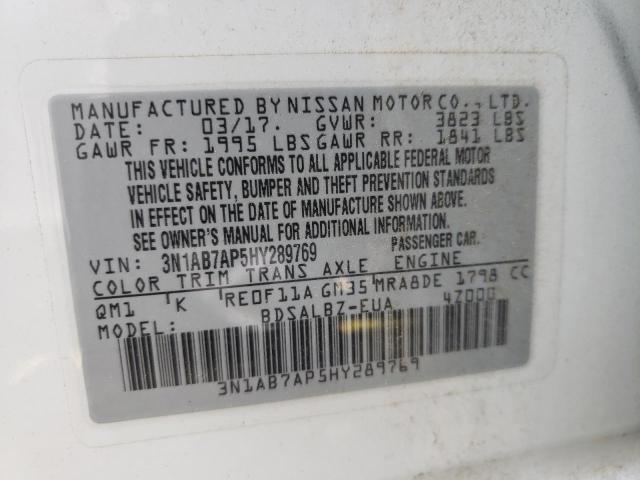 MANUFACTURED BY NISSAN MOTOR CO., LTD.
DATE: 03/17. GVWR: 3823 LBS
GAWR FR: 1995 LBS GAWR RR: 1841 LBS
THIS VEHICLE CONFORMS TO ALL APPLICABLE FEDERAL MOTOR
VEHICLE SAFETY, BUMPER AND THEFT PREVENTION STANDARDS
IN EFFECT ON THE DATE OF MANUFACTURE SHOWN ABOVE.
SEE OWNER'S MANUAL FOR ADDITIONAL INFORMATION.
VIN: 3N1AB7AP5HY289769 PASSENGER CAR.
COLOR TRIM TRANS AXLE ENGINE
QM1 K RE0F11A GM35 MRA8DE 1798 CC
MODEL: BDSALBZ-EUA 4Z000
3N1AB7AP5HY289769